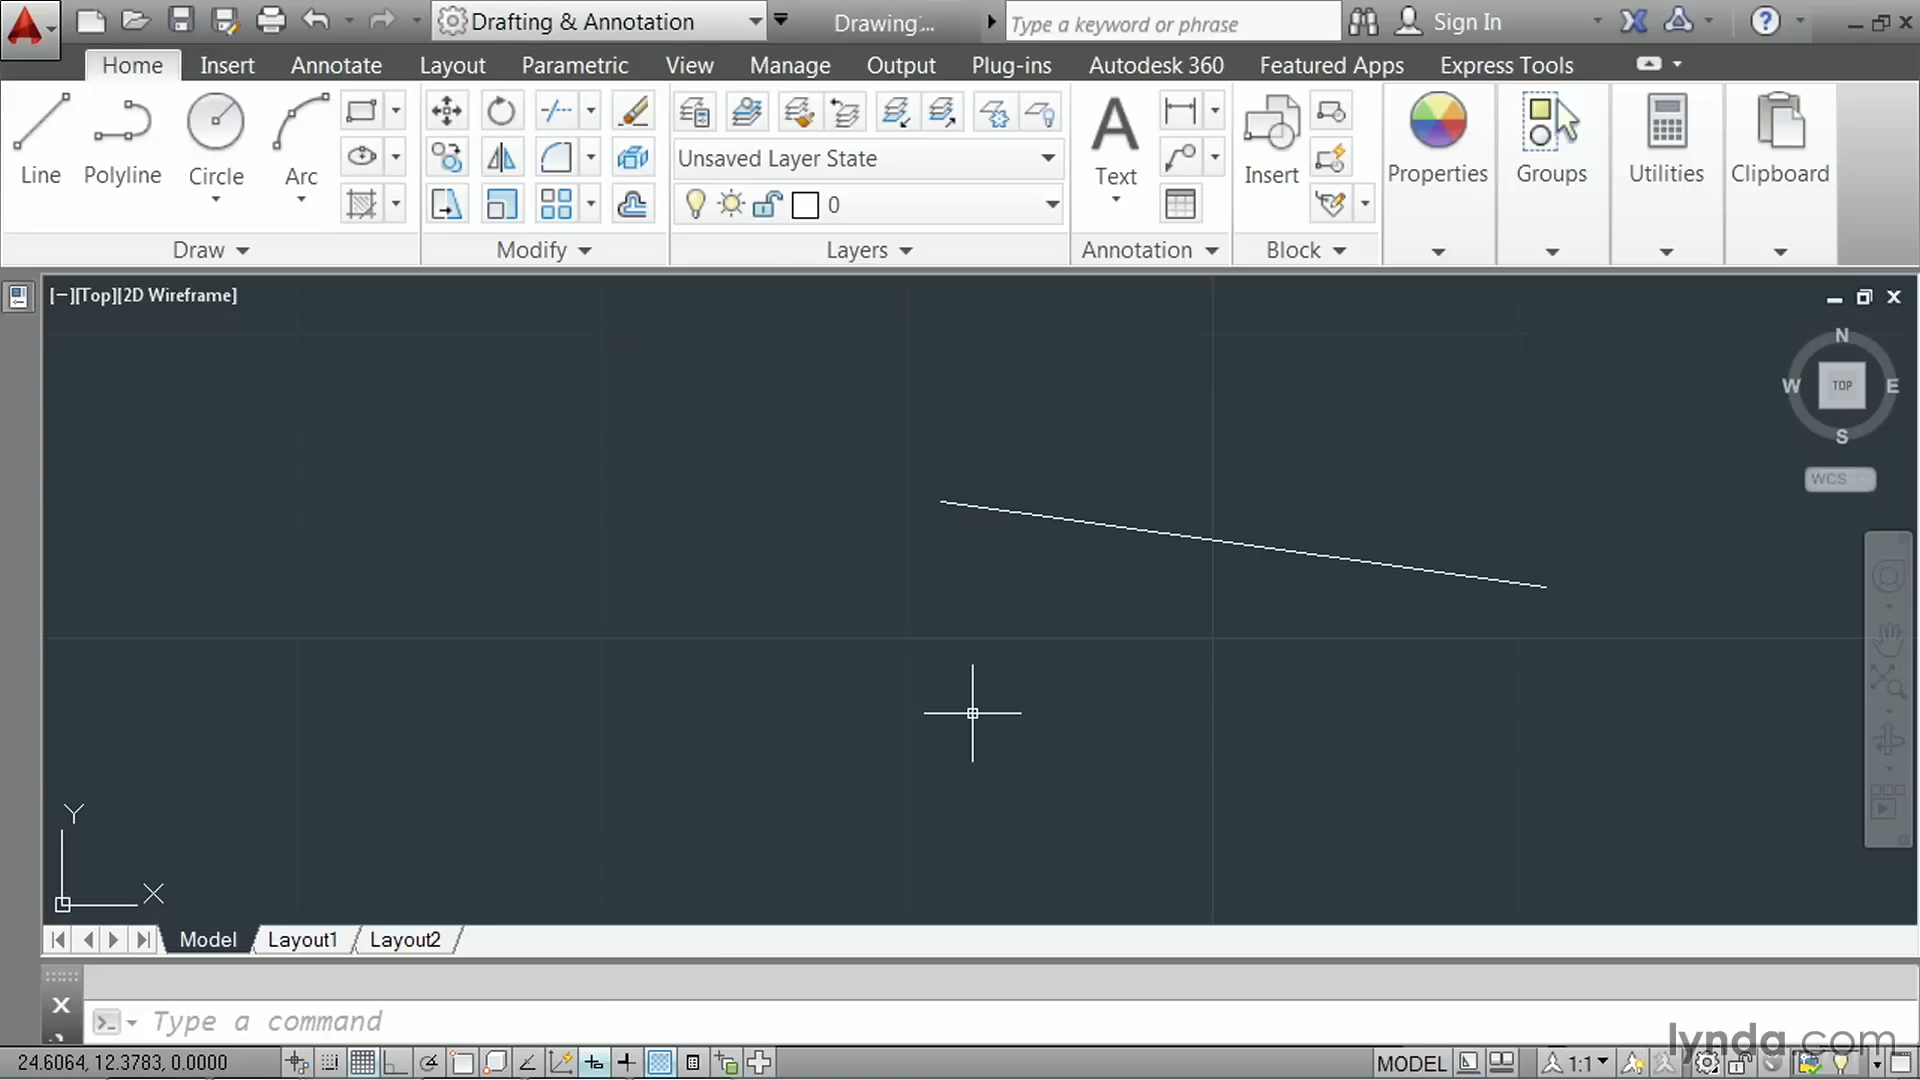 Drafting & Annotation
Drawing...
Type a keyword or phrase
Sign In
Home
Insert
Annotate
Layout
Parametric
View
Manage
Output
Plug-ins
Autodesk 360
Featured Apps
Express Tools
Line
Polyline
Circle
Arc
Unsaved Layer State
0
Text
Insert
Properties
Groups
Utilities
Clipboard
Draw
Modify
Layers
Annotation
Block
[−][Top][2D Wireframe]
N
W
TOP
E
S
WCS
Y
X
Model
Layout1
Layout2
Type a command
24.6064, 12.3783, 0.0000
MODEL
1:1
lynda.com